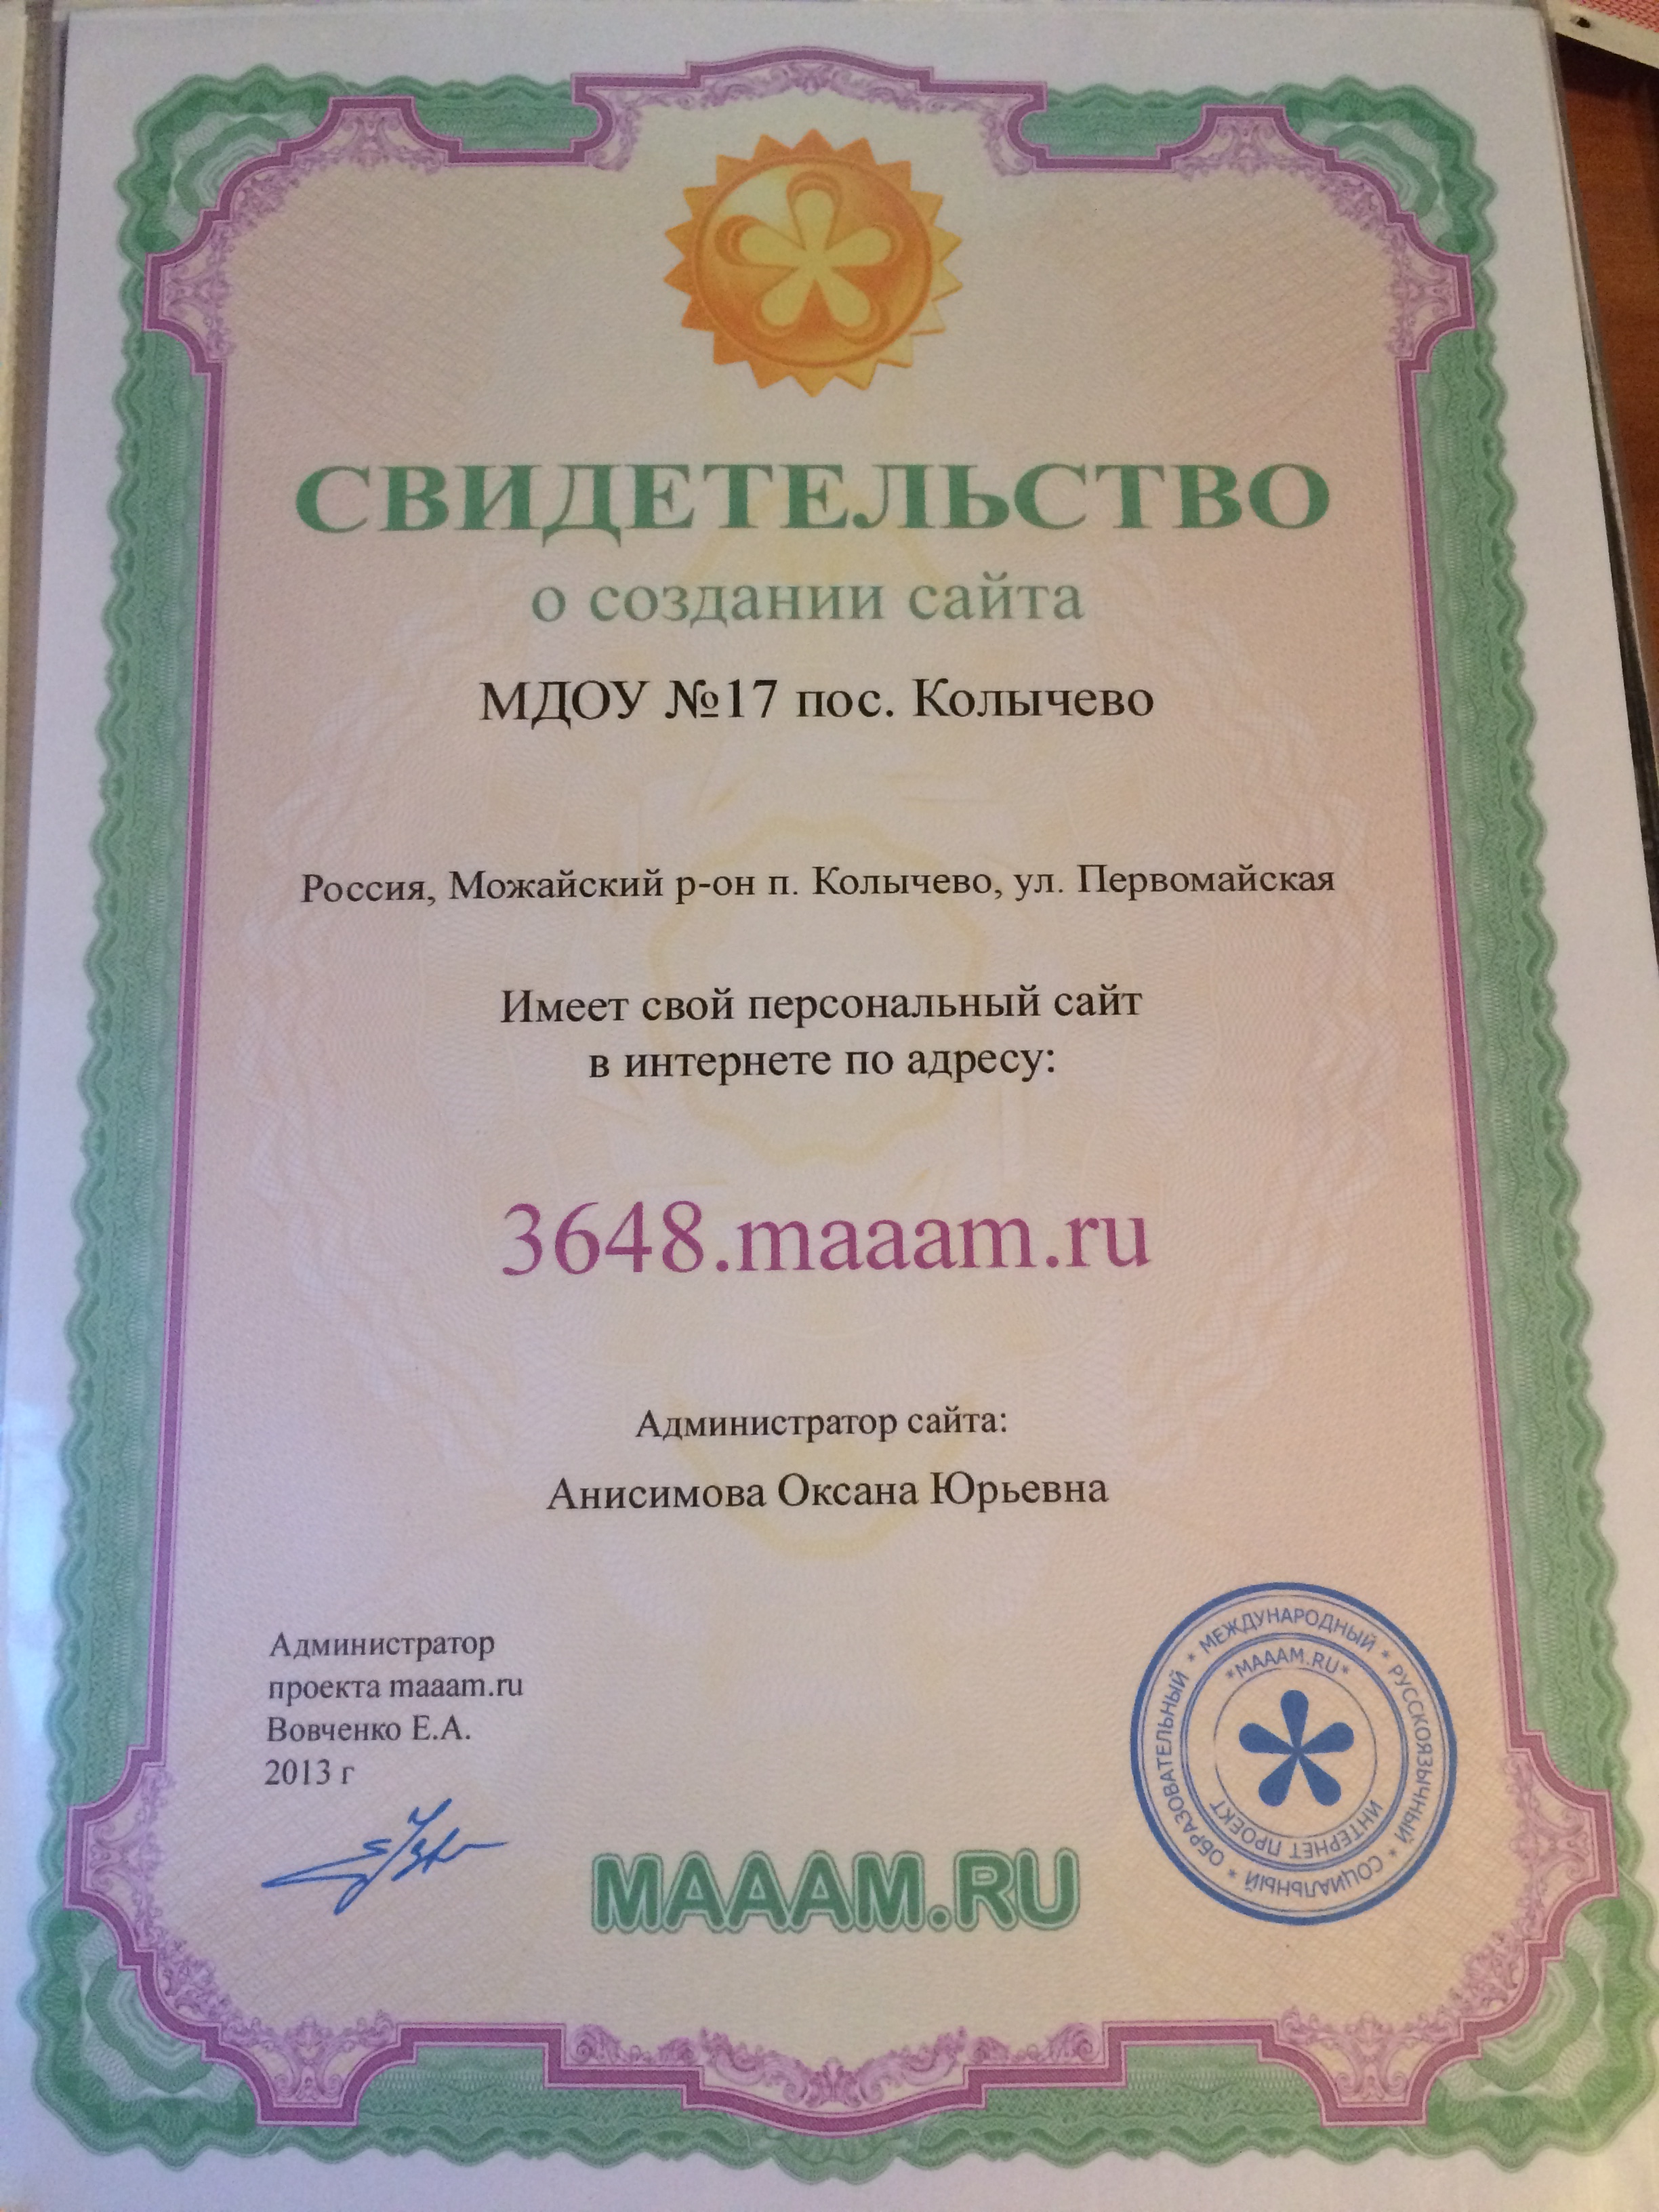 СВИДЕТЕЛЬСТВО
о создании сайта
МДОУ №17 пос. Колычево
Россия, Можайский р-он п. Колычево, ул. Первомайская
Имеет свой персональный сайт
в интернете по адресу:
3648.maaam.ru
Администратор сайта:
Анисимова Оксана Юрьевна
Администратор
проекта maaam.ru
Вовченко Е.А.
2013 г
MAAAM.RU
* МЕЖДУНАРОДНЫЙ * РУССКОЯЗЫЧНЫЙ * СОЦИАЛЬНЫЙ * ОБРАЗОВАТЕЛЬНЫЙ
*MAAAM.RU*
ИНТЕРНЕТ ПРОЕКТ